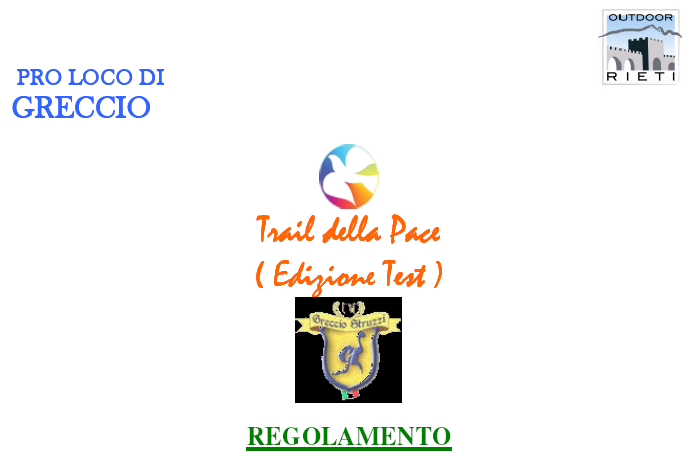 OUTDOOR
RIETI
PRO LOCO DI
GRECCIO
Trail della Pace
( Edizione Test )
Greccio Struzzi
REGOLAMENTO